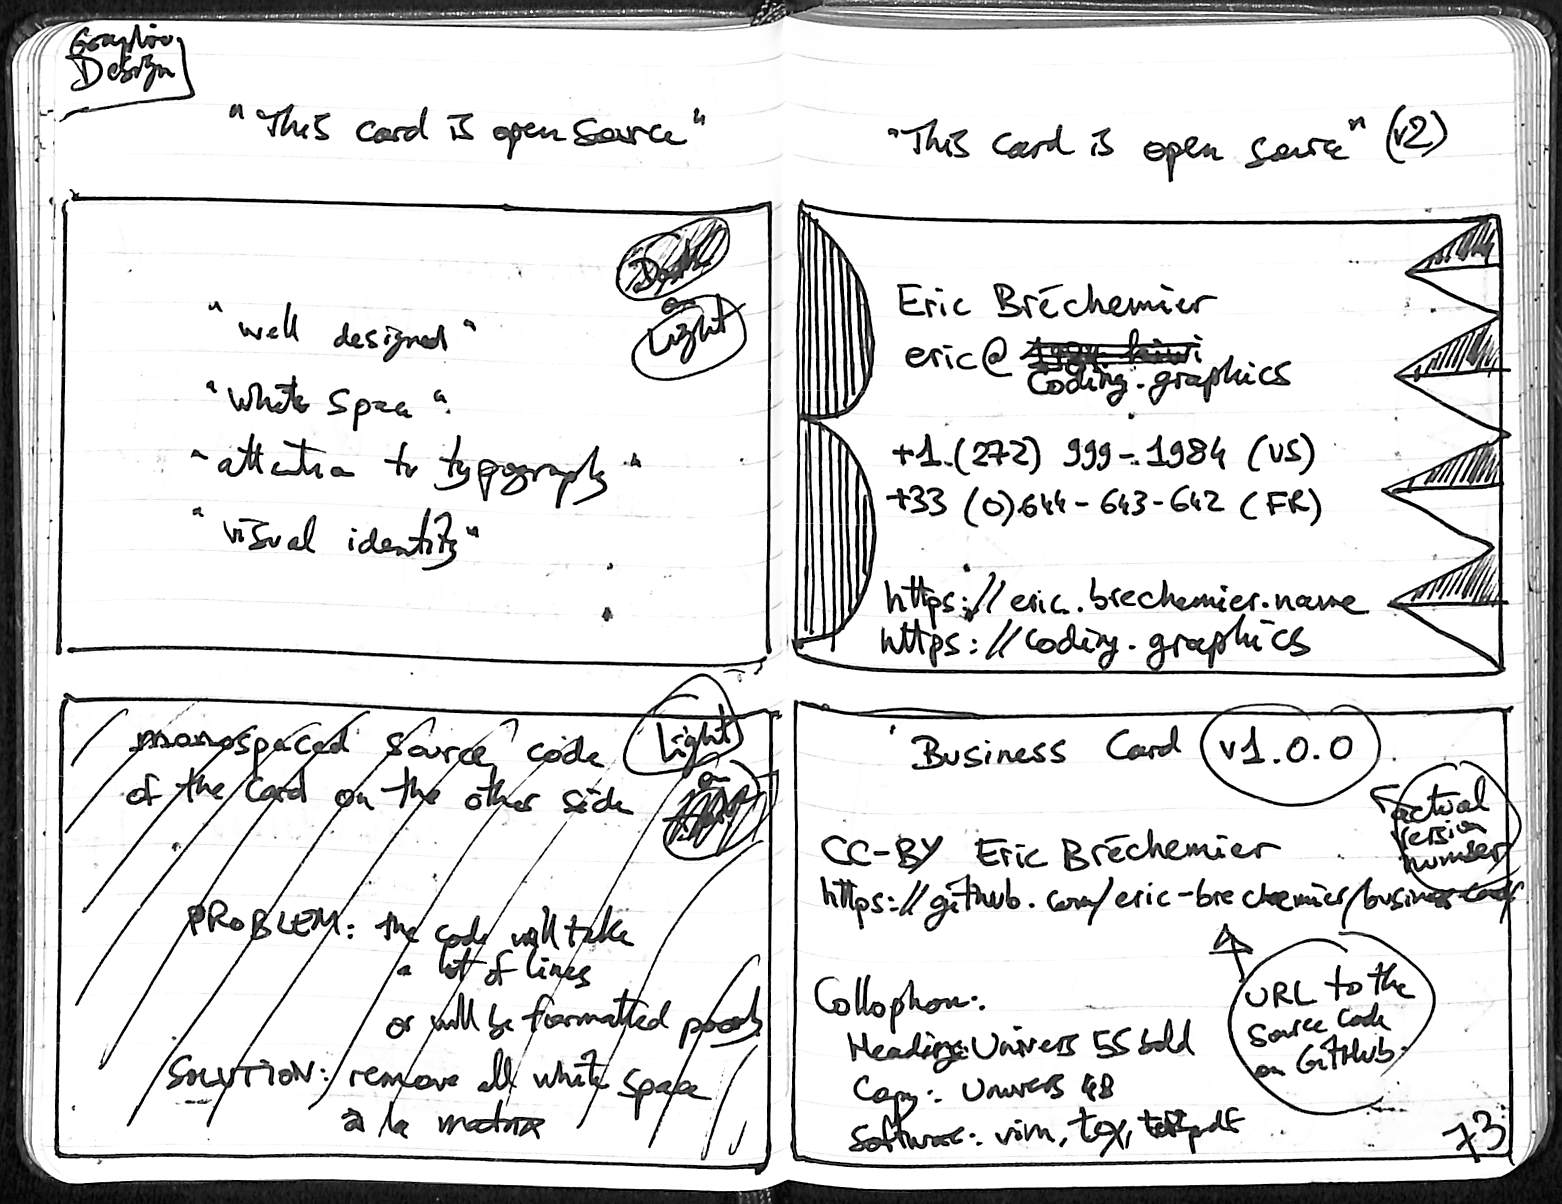 Graphic
Design
"This card is open source"
Dark
on
Light
"well designed"
"white space"
"attention to typography"
"visual identity"
Light
on
monospaced source code
of the card on the other side
PROBLEM: the code will take
a lot of lines
or will be formatted poorly
SOLUTION: remove all white space
à la matrix
"This card is open source" (v2)
Eric Bréchemier
eric@
coding.graphics
+1.(272) 999-1984 (US)
+33 (0)644-643-642 (FR)
https://eric.brechemier.name
https://coding.graphics
Business Card v1.0.0
actual
version
number
CC-BY Eric Bréchemier
https://github.com/eric-brechemier/business-cards
URL to the
source code
on GitHub.
Collophon:
Heading: Univers 55 bold
Copy: Univers 48
Software: vim, tex,
73